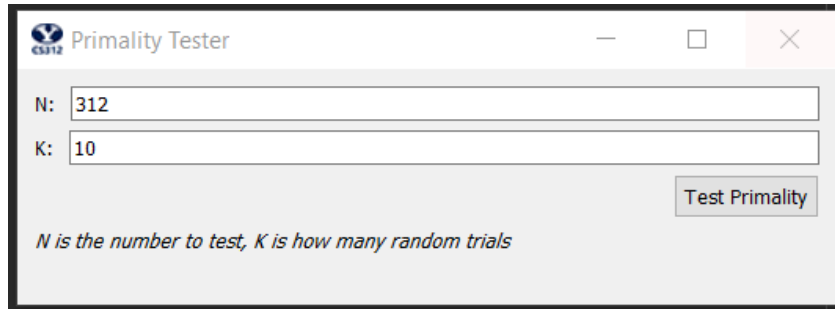 CS312 Primality Tester
N: 312
K: 10
Test Primality
N is the number to test, K is how many random trials